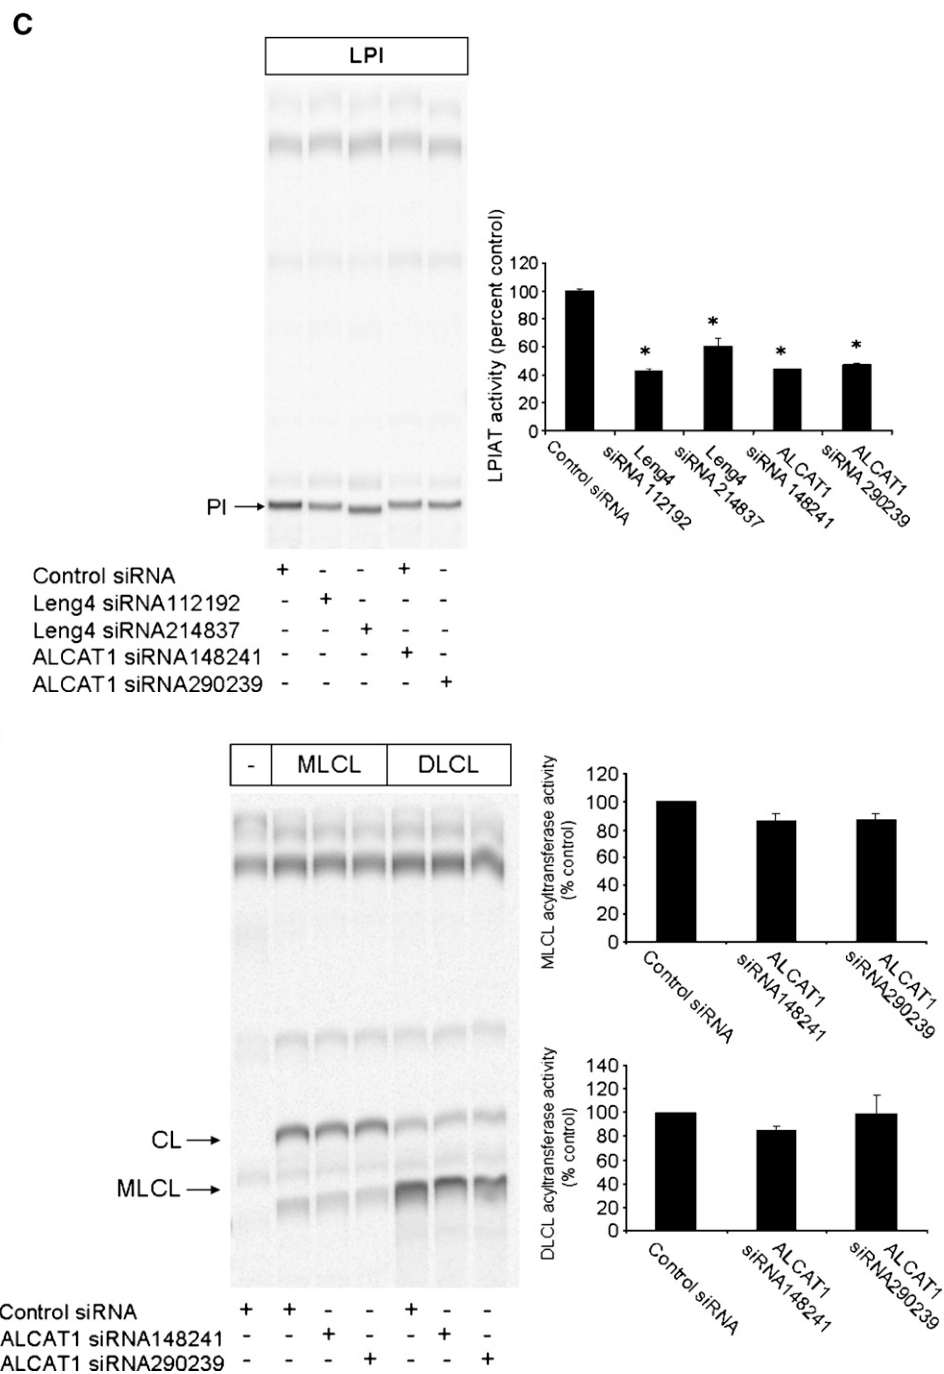 C
LPI
PI
Control siRNA + - - + -
Leng4 siRNA112192 - + - - -
Leng4 siRNA214837 - - + - -
ALCAT1 siRNA148241 - - - + -
ALCAT1 siRNA290239 - - - - +
LPIAT activity (percent control)
120
100
80
60
40
20
0
*
*
*
*
Control siRNA
Leng4
siRNA 112192
Leng4
siRNA 214837
ALCAT1
siRNA 148241
ALCAT1
siRNA 290239
- MLCL DLCL
CL
MLCL
Control siRNA + + - - + - -
ALCAT1 siRNA148241 - - + - - + -
ALCAT1 siRNA290239 - - - + - - +
MLCL acyltransferase activity
(% control)
120
100
80
60
40
20
0
Control siRNA
ALCAT1
siRNA148241
ALCAT1
siRNA290239
DLCL acyltransferase activity
(% control)
140
120
100
80
60
40
20
0
Control siRNA
ALCAT1
siRNA148241
ALCAT1
siRNA290239